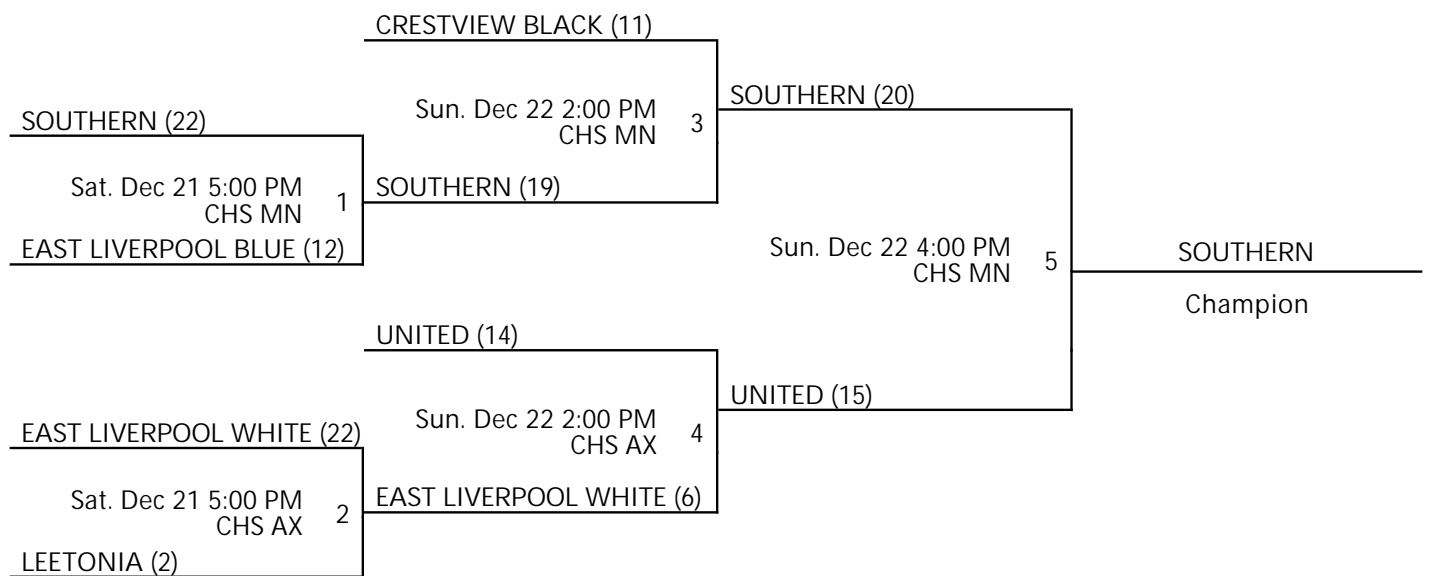 CRESTVIEW BLACK (11)
SOUTHERN (20)
Sun. Dec 22 2:00 PM
CHS MN
3
SOUTHERN (22)
Sat. Dec 21 5:00 PM
CHS MN
1
SOUTHERN (19)
EAST LIVERPOOL BLUE (12)
Sun. Dec 22 4:00 PM
CHS MN
5
SOUTHERN
Champion
UNITED (14)
UNITED (15)
Sun. Dec 22 2:00 PM
CHS AX
4
EAST LIVERPOOL WHITE (22)
Sat. Dec 21 5:00 PM
CHS AX
2
EAST LIVERPOOL WHITE (6)
LEETONIA (2)